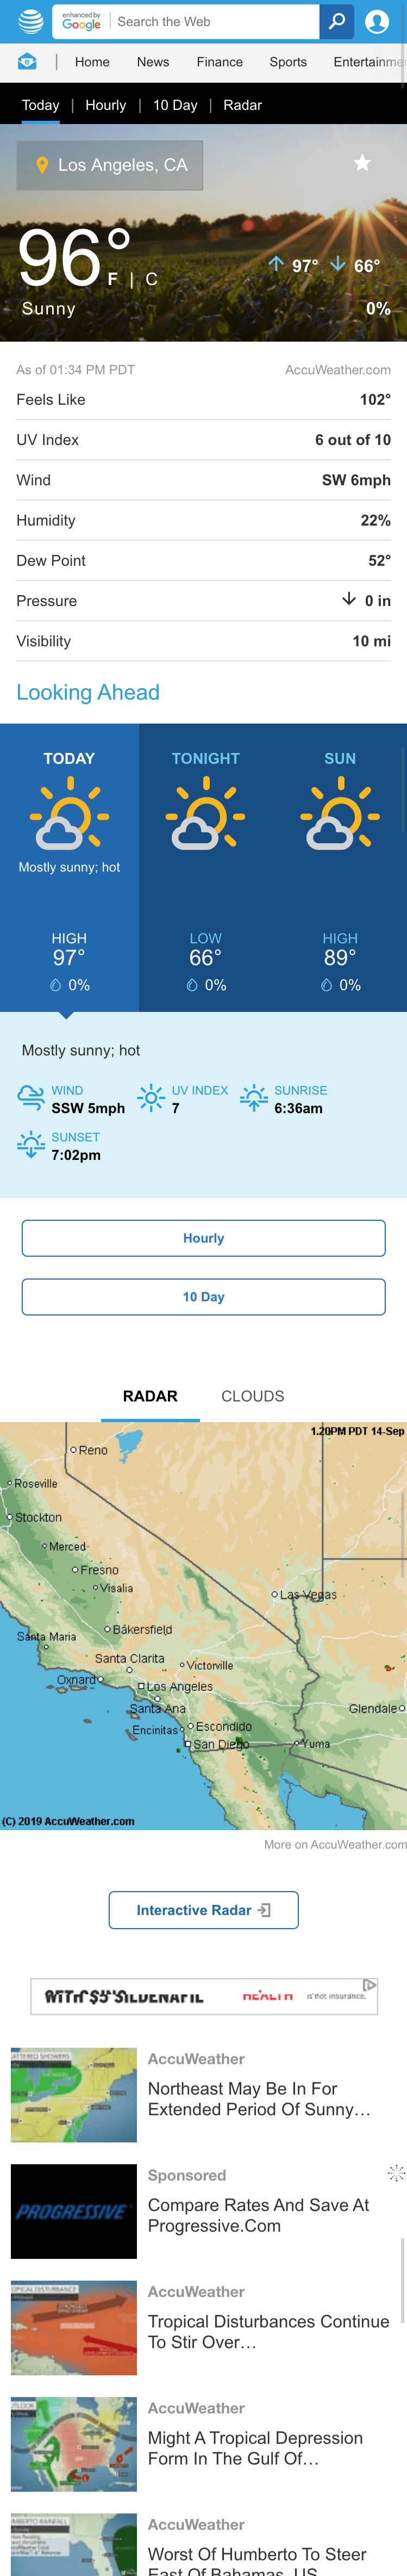 enhanced by
Google
Search the Web
Home News Finance Sports Entertainme
Today | Hourly | 10 Day | Radar
Los Angeles, CA
96°
F | C
97° 66°
Sunny
0%
As of 01:34 PM PDT AccuWeather.com
Feels Like 102°
UV Index 6 out of 10
Wind SW 6mph
Humidity 22%
Dew Point 52°
Pressure ↓ 0 in
Visibility 10 mi
Looking Ahead
TODAY TONIGHT SUN
Mostly sunny; hot
HIGH LOW HIGH
97° 66° 89°
0% 0% 0%
Mostly sunny; hot
WIND UV INDEX SUNRISE
SSW 5mph 7 6:36am
SUNSET
7:02pm
Hourly
10 Day
RADAR CLOUDS
1.20PM PDT 14-Sep
Reno
Roseville
Stockton
Merced
Fresno
Visalia
Las Vegas
Bakersfield
Santa Maria
Santa Clarita
Victorville
Oxnard
Los Angeles
Santa Ana
Glendale
Encinitas
Escondido
San Diego
Yuma
(C) 2019 AccuWeather.com
More on AccuWeather.com
Interactive Radar
HEALTH is not insurance.
AccuWeather
Northeast May Be In For
Extended Period Of Sunny…
Sponsored
PROGRESSIVE
Compare Rates And Save At
Progressive.Com
AccuWeather
Tropical Disturbances Continue
To Stir Over…
AccuWeather
Might A Tropical Depression
Form In The Gulf Of…
AccuWeather
Worst Of Humberto To Steer
East Of Bahamas, US